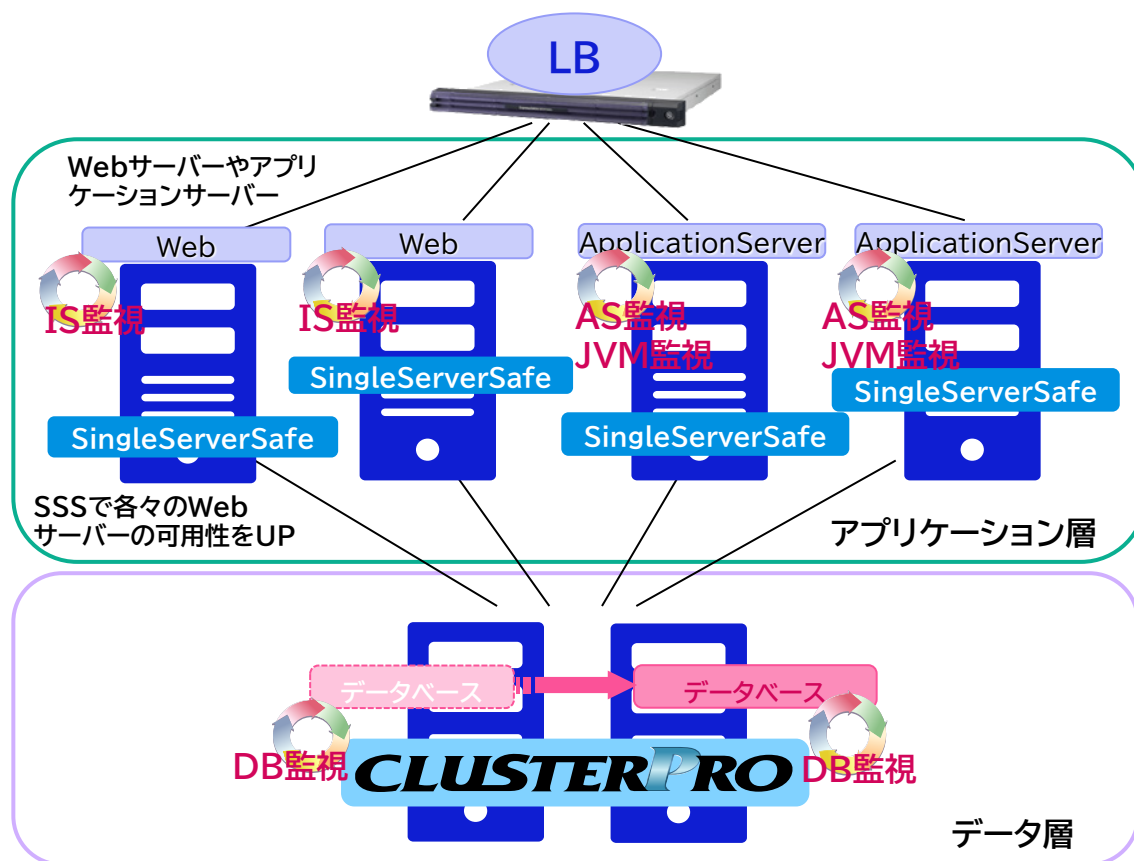 LB
Webサーバーやアプリ
ケーションサーバー
Web
Web
ApplicationServer
ApplicationServer
IS監視
IS監視
AS監視
JVM監視
AS監視
JVM監視
SingleServerSafe
SingleServerSafe
SingleServerSafe
SingleServerSafe
SSSで各々のWeb
サーバーの可用性をUP
アプリケーション層
データベース
データベース
DB監視
CLUSTERPRO
DB監視
データ層